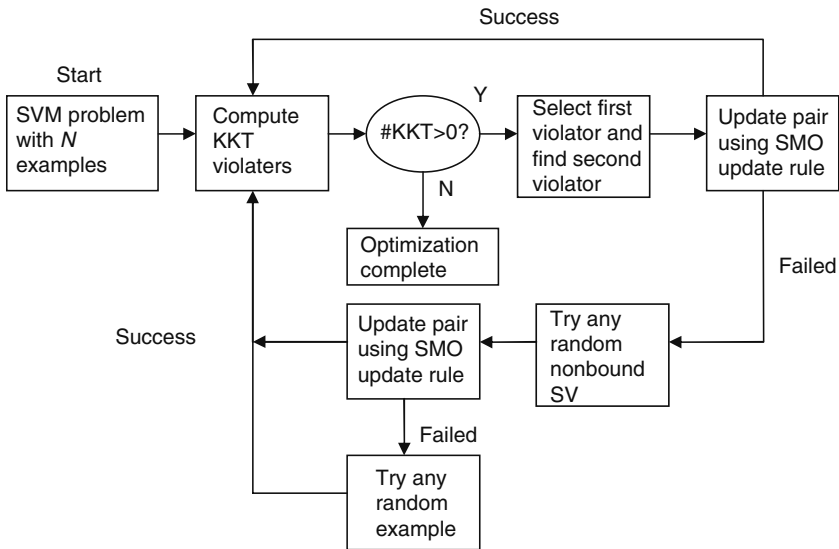 Success
Start
SVM problem
with N
examples
Compute
KKT
violaters
#KKT>0?
Y
N
Select first
violator and
find second
violator
Update pair
using SMO
update rule
Optimization
complete
Failed
Success
Update pair
using SMO
update rule
Try any
random
nonbound
SV
Failed
Try any
random
example